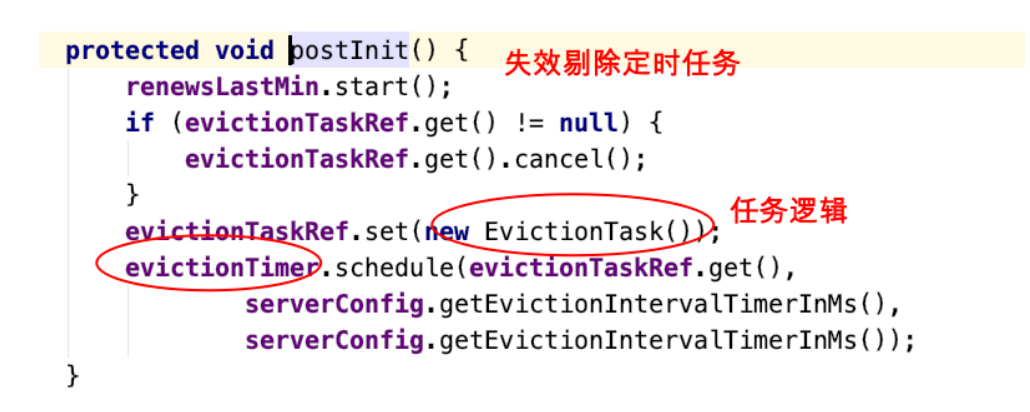 protected void postInit() { 失效剔除定时任务
    renewsLastMin.start();
    if (evictionTaskRef.get() != null) {
        evictionTaskRef.get().cancel();
    }
    evictionTaskRef.set(new EvictionTask()); 任务逻辑
    evictionTimer.schedule(evictionTaskRef.get(),
            serverConfig.getEvictionIntervalTimerInMs(),
            serverConfig.getEvictionIntervalTimerInMs());
}